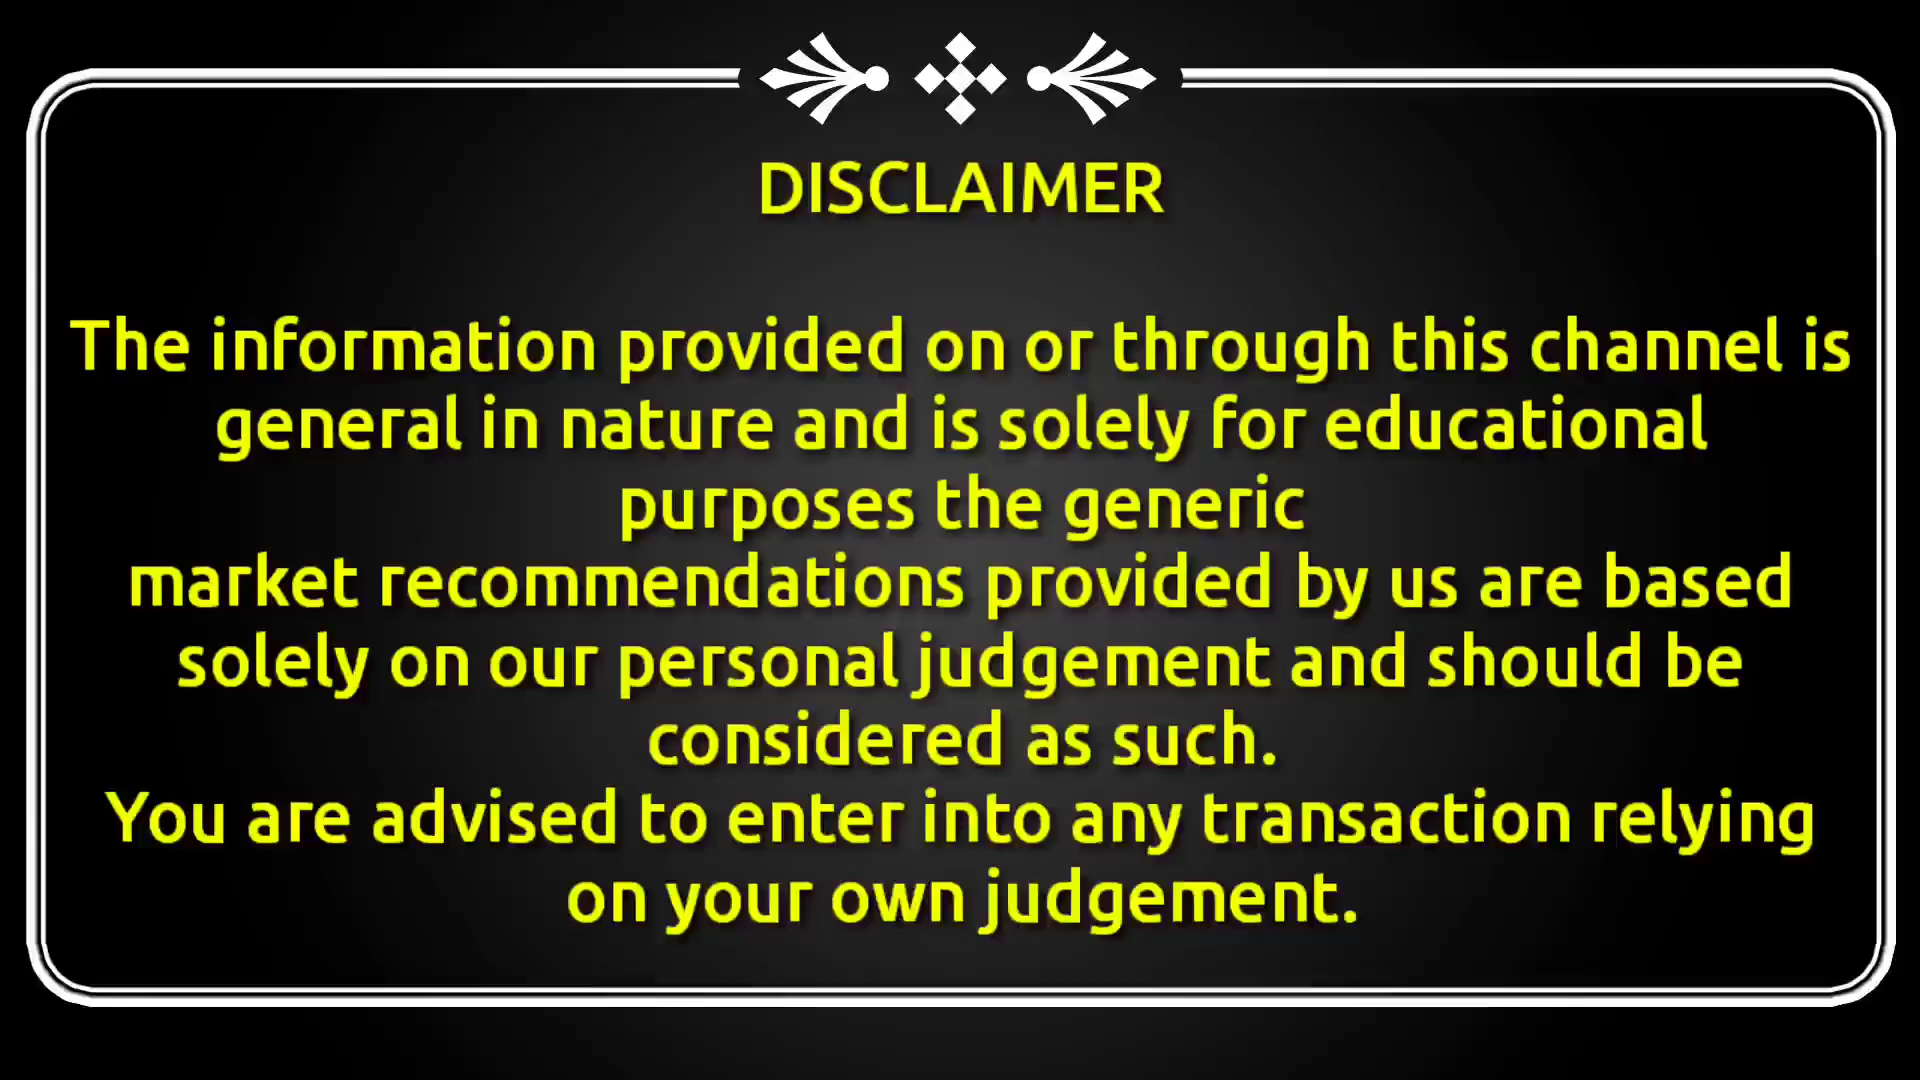 DISCLAIMER
The information provided on or through this channel is
general in nature and is solely for educational
purposes the generic
market recommendations provided by us are based
solely on our personal judgement and should be
considered as such.
You are advised to enter into any transaction relying
on your own judgement.